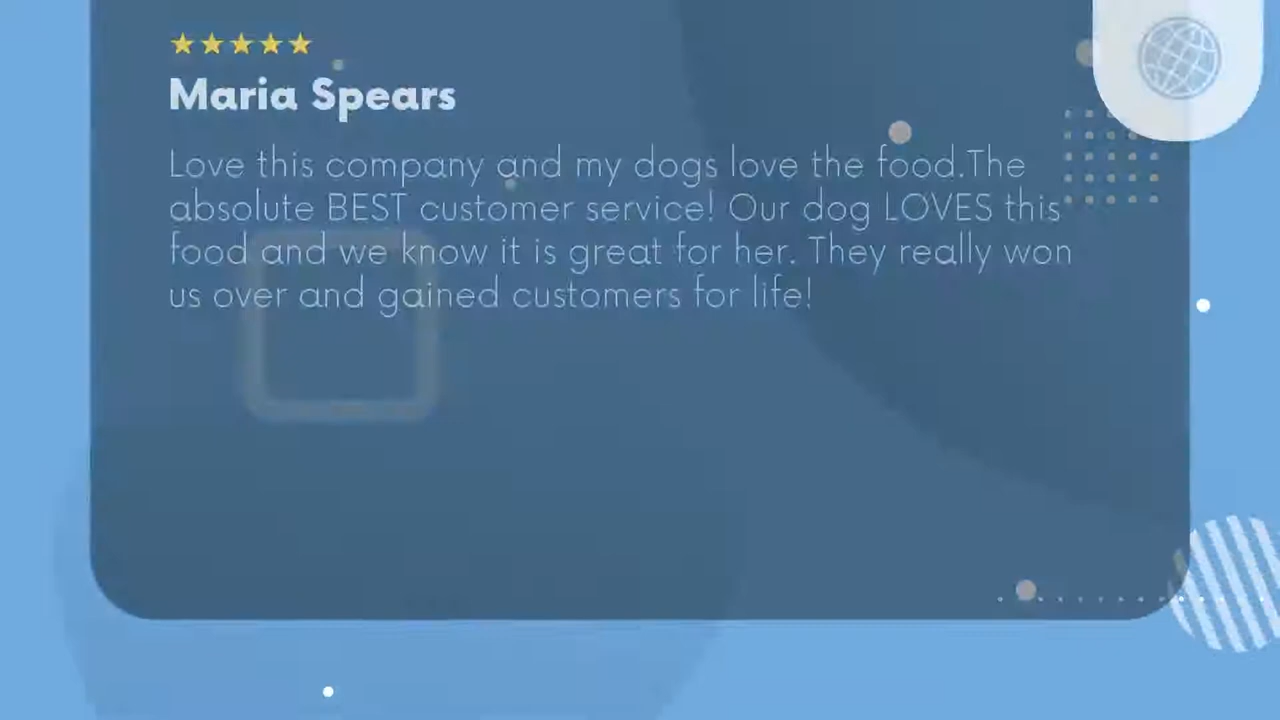 Maria Spears
Love this company and my dogs love the food.The
absolute BEST customer service! Our dog LOVES this
food and we know it is great for her. They really won
us over and gained customers for life!